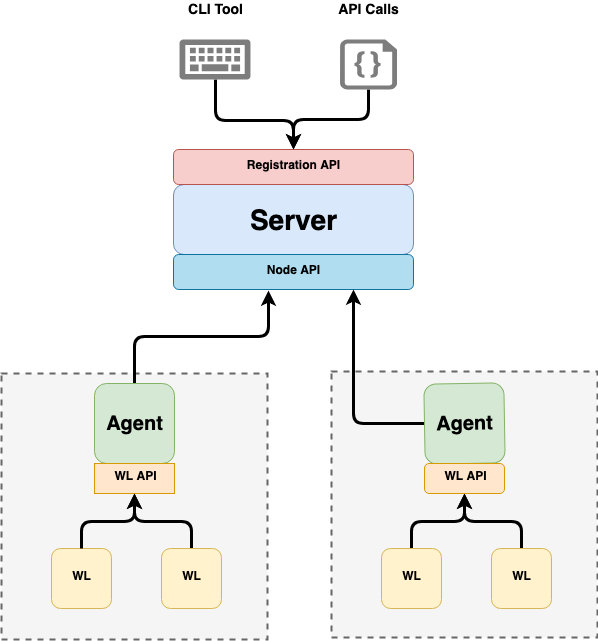 CLI Tool
API Calls
{}
Registration API
Server
Node API
Agent
Agent
WL API
WL API
WL
WL
WL
WL